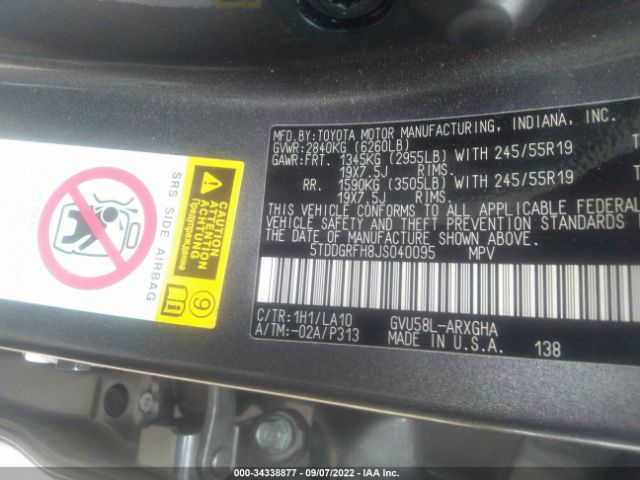 MFD.BY:TOYOTA MOTOR MANUFACTURING, INDIANA, INC.
GVWR: 2840KG (6260LB)
GAWR:FRT. 1345KG (2955LB) WITH 245/55R19
19X7.5J RIMS.
RR. 1590KG (3505LB) WITH 245/55R19
19X7.5J RIMS.
THIS VEHICLE CONFORMS TO ALL APPLICABLE FEDERAL
VEHICLE SAFETY AND THEFT PREVENTION STANDARDS
THE DATE OF MANUFACTURE SHOWN ABOVE.
5TDDGRFH8JS040095 MPV
C/TR: 1H1/LA10 GVU58L-ARXGHA
A/TM:-02A/P313 MADE IN U.S.A. 138
SRS SIDE AIRBAG
CAUTION
ATTENTION
ACHTUNG
Предупреждение
9
000-34338877 - 09/07/2022 - IAA Inc.